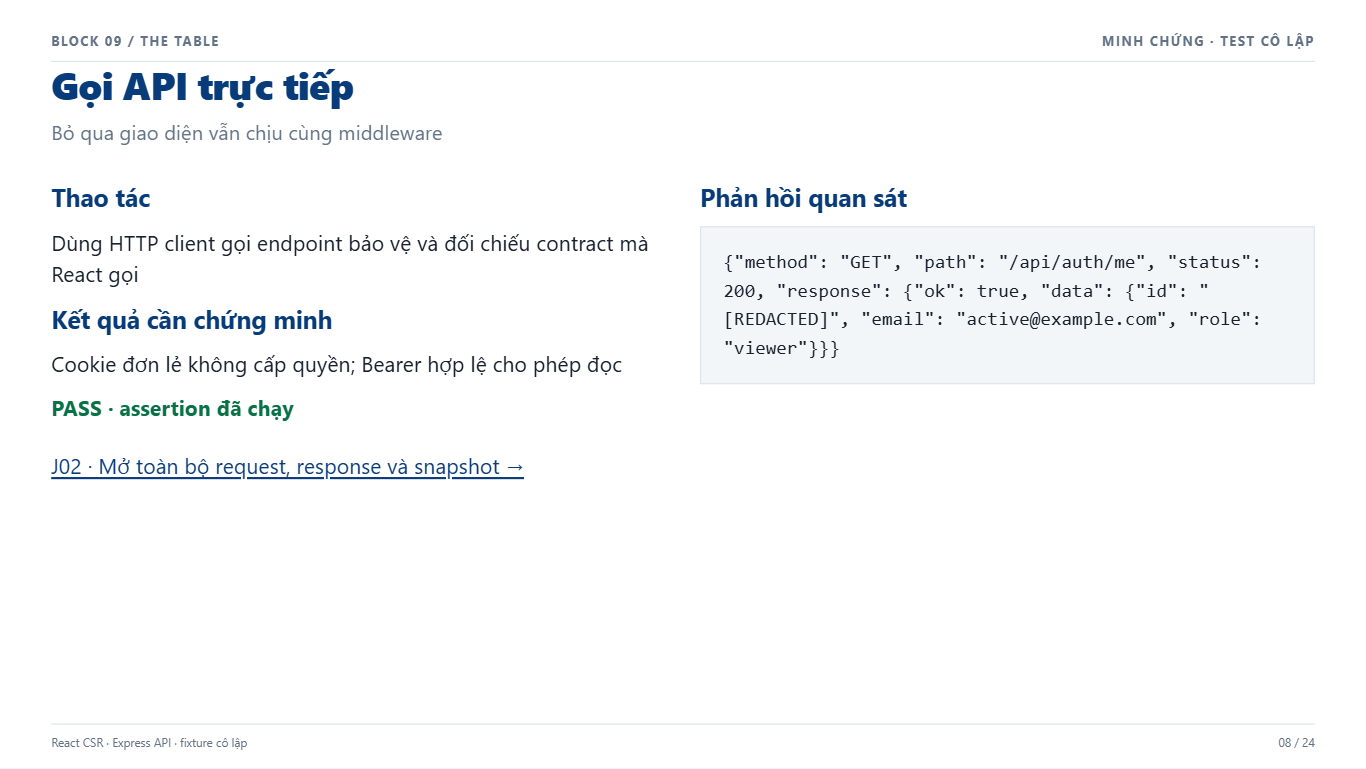 BLOCK 09 / THE TABLE
MINH CHỨNG · TEST CÔ LẬP
Gọi API trực tiếp
Bỏ qua giao diện vẫn chịu cùng middleware
Thao tác
Dùng HTTP client gọi endpoint bảo vệ và đối chiếu contract mà
React gọi
Kết quả cần chứng minh
Cookie đơn lẻ không cấp quyền; Bearer hợp lệ cho phép đọc
PASS · assertion đã chạy
J02 · Mở toàn bộ request, response và snapshot →
Phản hồi quan sát
{"method": "GET", "path": "/api/auth/me", "status":
200, "response": {"ok": true, "data": {"id": "
[REDACTED]", "email": "active@example.com", "role":
"viewer"}}}
React CSR · Express API · fixture cô lập
08 / 24